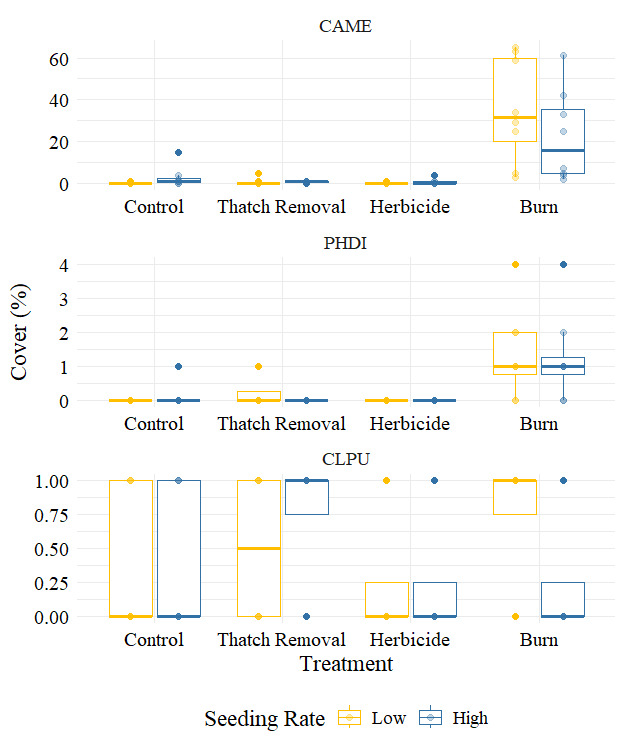 CAME
60
40
20
0
Control Thatch Removal Herbicide Burn
PHDI
4
3
2
1
0
Control Thatch Removal Herbicide Burn
Cover (%)
CLPU
1.00
0.75
0.50
0.25
0.00
Control Thatch Removal Herbicide Burn
Treatment
Seeding Rate Low High